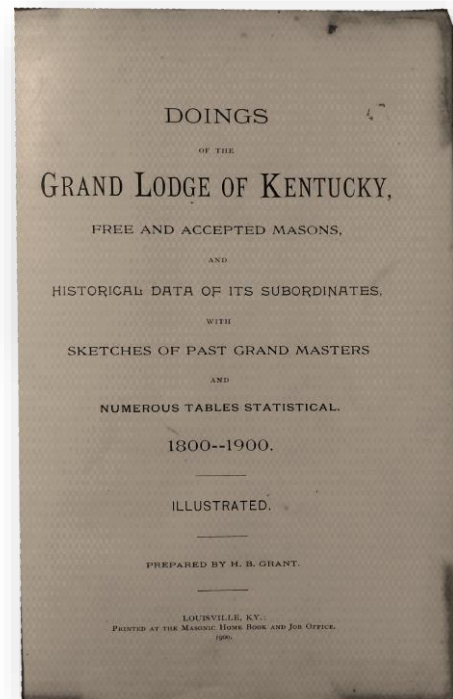 DOINGS
OF THE
GRAND LODGE OF KENTUCKY,
FREE AND ACCEPTED MASONS,
AND
HISTORICAL DATA OF ITS SUBORDINATES,
WITH
SKETCHES OF PAST GRAND MASTERS
AND
NUMEROUS TABLES STATISTICAL.
1800--1900.
ILLUSTRATED.
PREPARED BY H. B. GRANT.
LOUISVILLE, KY.:
PRINTED AT THE MASONIC HOME BOOK AND JOB OFFICE.
1900.